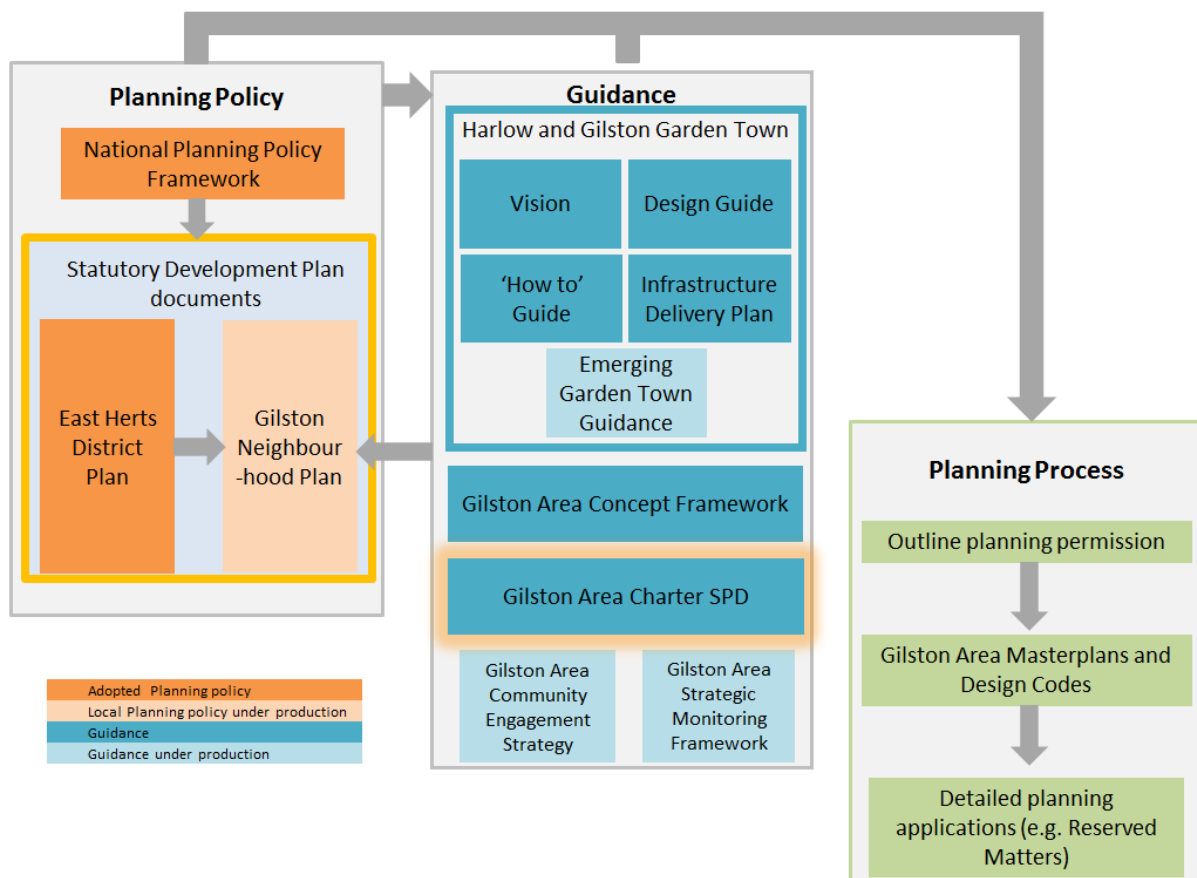 Planning Policy
National Planning Policy
Framework
Statutory Development Plan
documents
East Herts
District
Plan
Gilston
Neighbour
-hood Plan
Adopted Planning policy
Local Planning policy under production
Guidance
Guidance under production
Guidance
Harlow and Gilston Garden Town
Vision
Design Guide
‘How to’
Guide
Infrastructure
Delivery Plan
Emerging
Garden Town
Guidance
Gilston Area Concept Framework
Gilston Area Charter SPD
Gilston Area
Community
Engagement
Strategy
Gilston Area
Strategic
Monitoring
Framework
Planning Process
Outline planning permission
Gilston Area Masterplans and
Design Codes
Detailed planning
applications (e.g. Reserved
Matters)